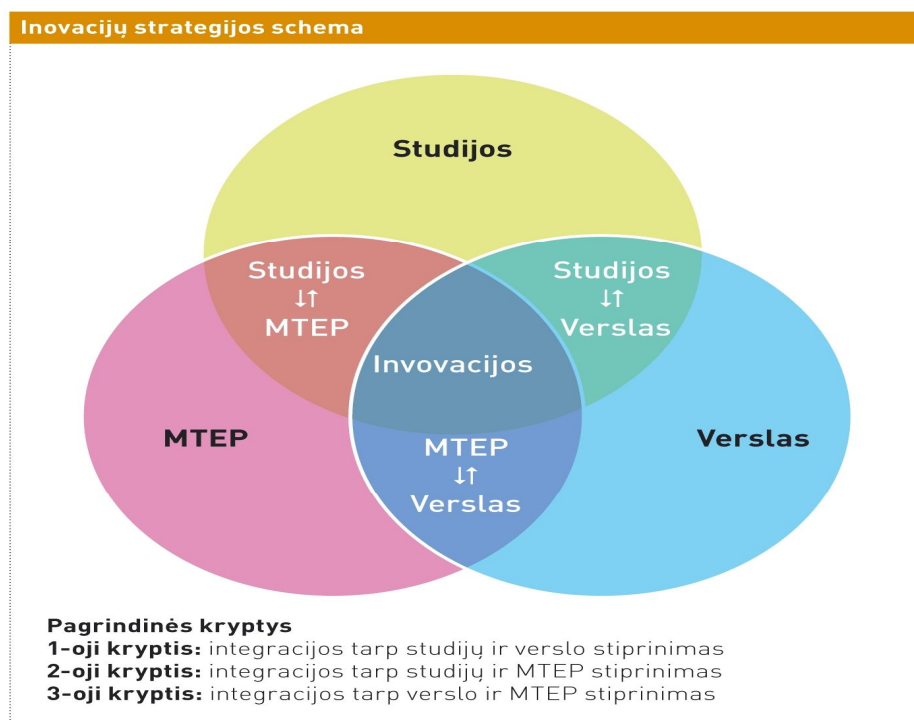 Inovacijų strategijos schema
Studijos
Studijos
↓↑
MTEP
Studijos
↓↑
Verslas
Invovacijos
MTEP
Verslas
MTEP
↓↑
Verslas
Pagrindinės kryptys
1-oji kryptis: integracijos tarp studijų ir verslo stiprinimas
2-oji kryptis: integracijos tarp studijų ir MTEP stiprinimas
3-oji kryptis: integracijos tarp verslo ir MTEP stiprinimas